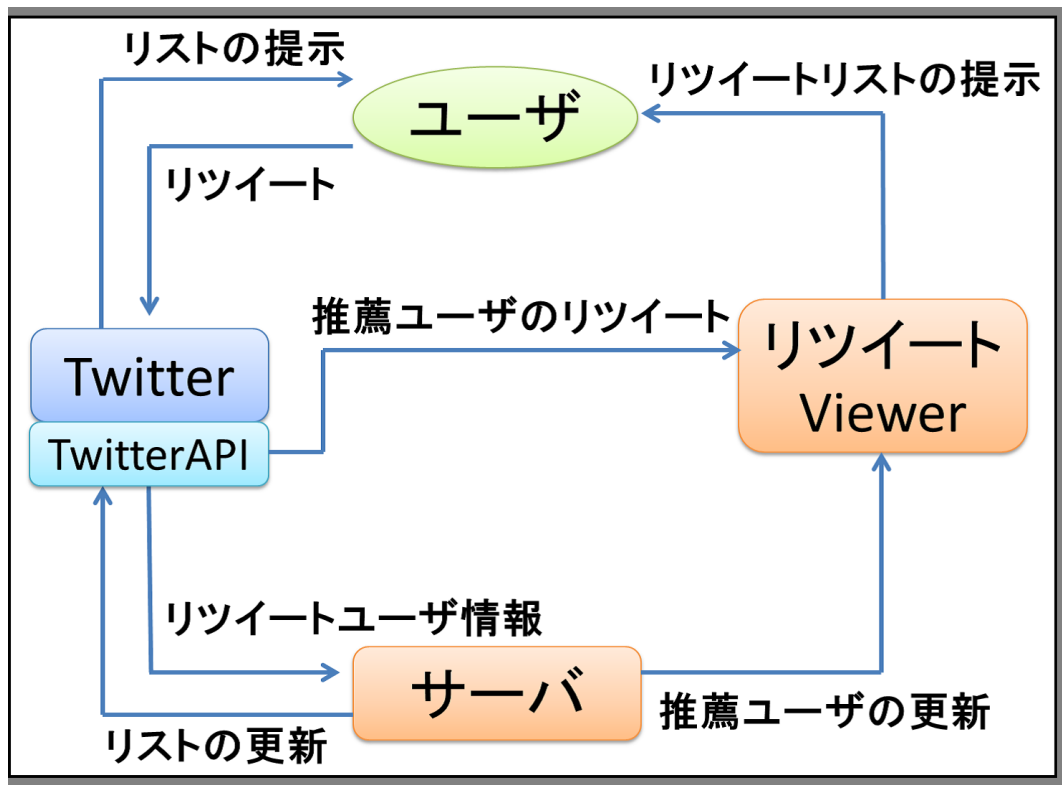 リストの提示
ユーザ
リツイートリストの提示
リツイート
推薦ユーザのリツイート
Twitter
TwitterAPI
リツイート
Viewer
リツイートユーザ情報
サーバ
リストの更新
推薦ユーザの更新